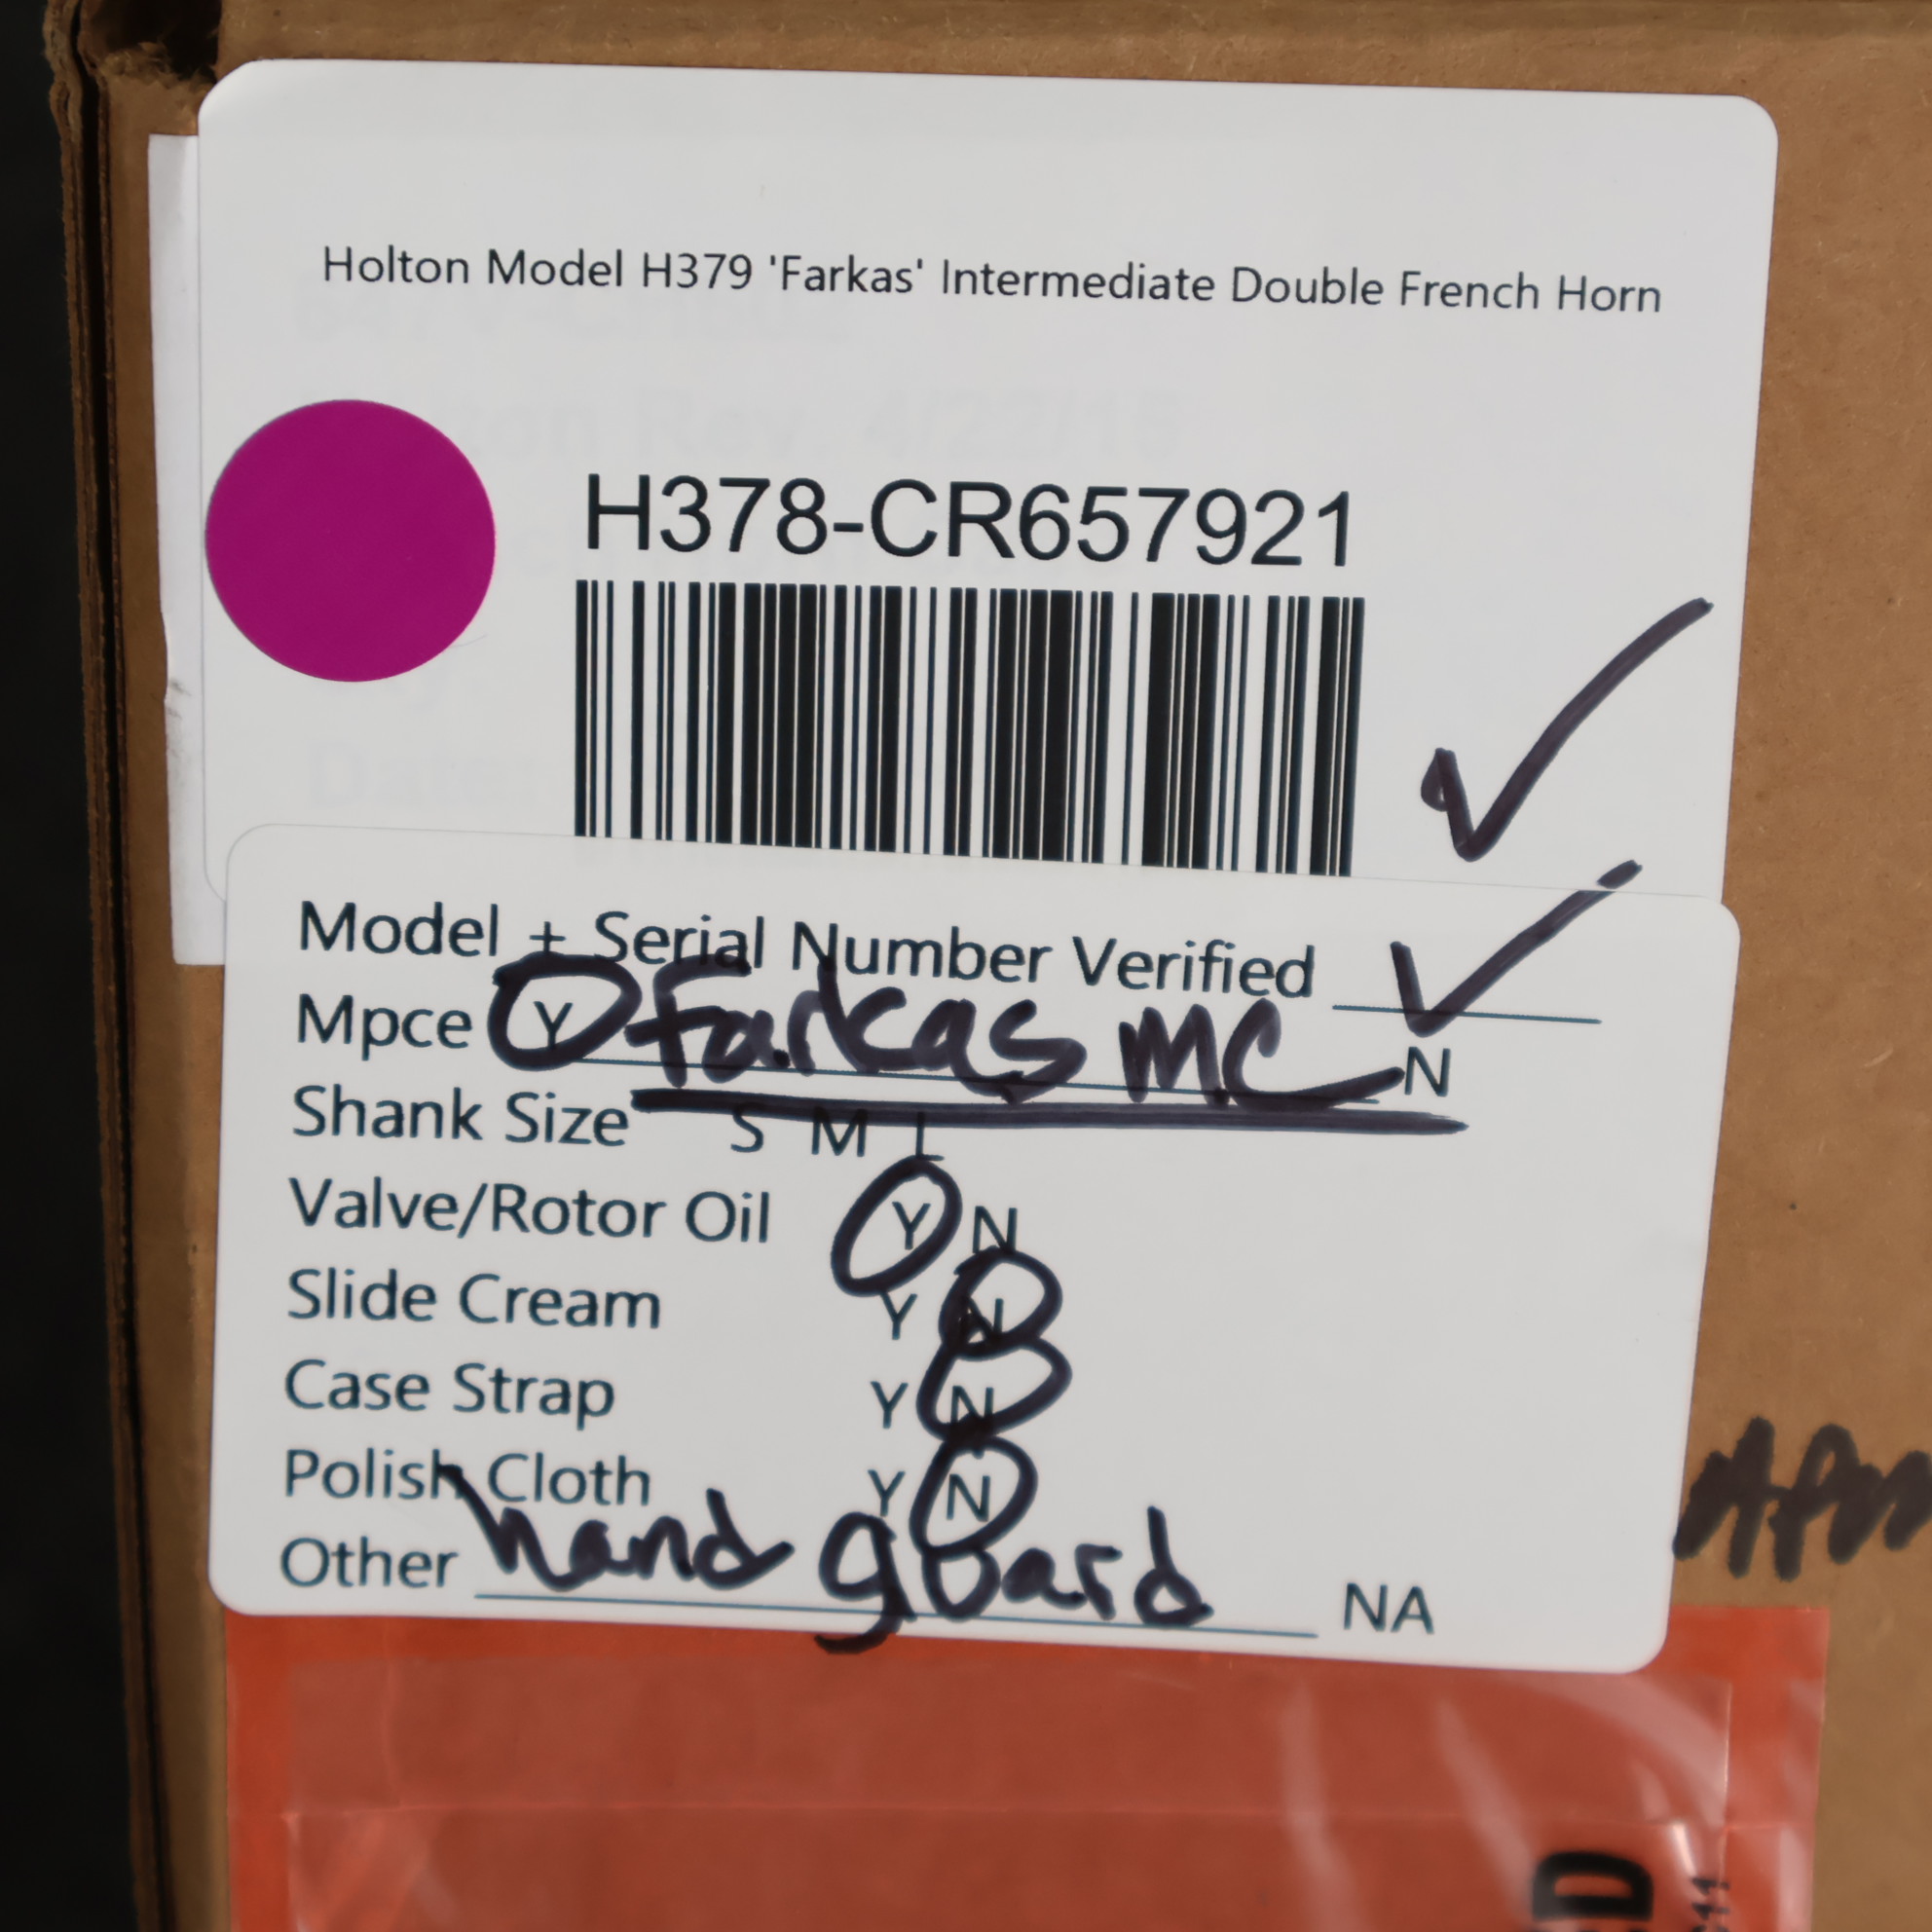 Holton Model H379 'Farkas' Intermediate Double French Horn
H378-CR657921
Model + Serial Number Verified ✓
Mpce Y Farkas MC N
Shank Size S M L
Valve/Rotor Oil Y N
Slide Cream Y N
Case Strap Y N
Polish Cloth Y N
Other hand guard NA